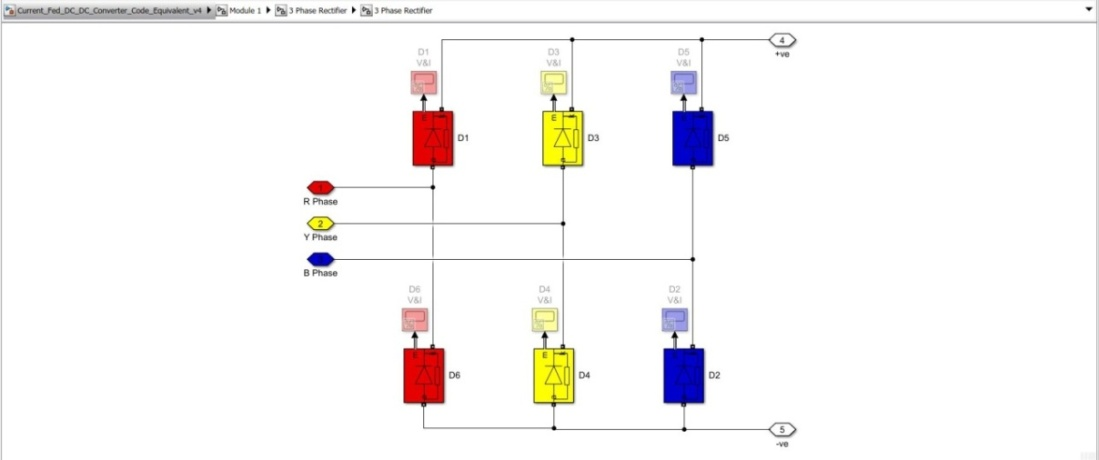 Current_Fed_DC_DC_Converter_Code_Equivalent_v4 Module 1 3 Phase Rectifier 3 Phase Rectifier
4
+ve
D1 D3 D5
V&I V&I V&I
D1 D3 D5
R Phase
2
Y Phase
B Phase
D6 D4 D2
V&I V&I V&I
E
D6 D4 D2
5
-ve